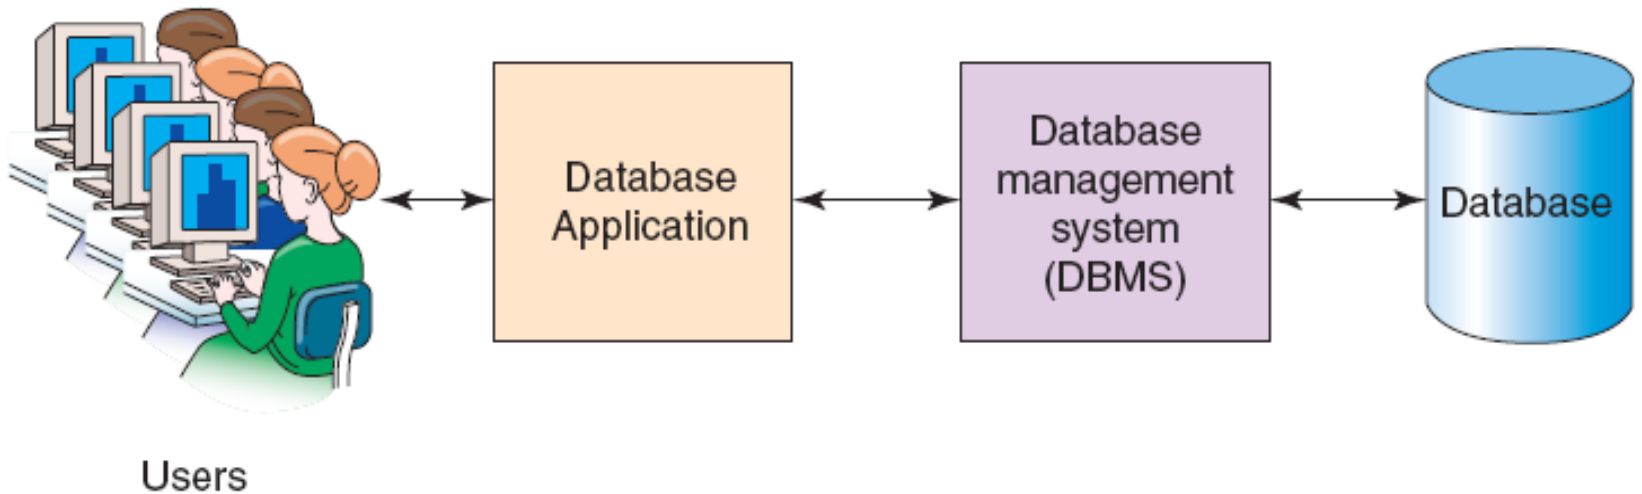 Database
Application
Database
management
system
(DBMS)
Database
Users